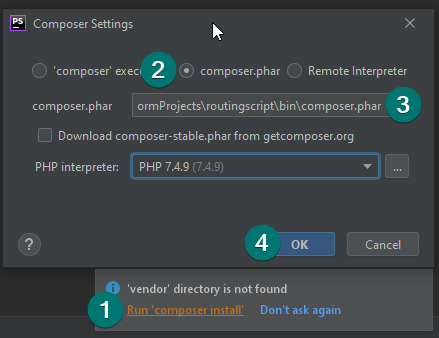 PS Composer Settings
'composer' exec 2 composer.phar Remote Interpreter
composer.phar ormProjects\routingscript\bin\composer.phar 3
Download composer-stable.phar from getcomposer.org
PHP interpreter: PHP 7.4.9 (7.4.9) ...
? 4 OK Cancel
'vendor' directory is not found
1 Run 'composer install' Don't ask again